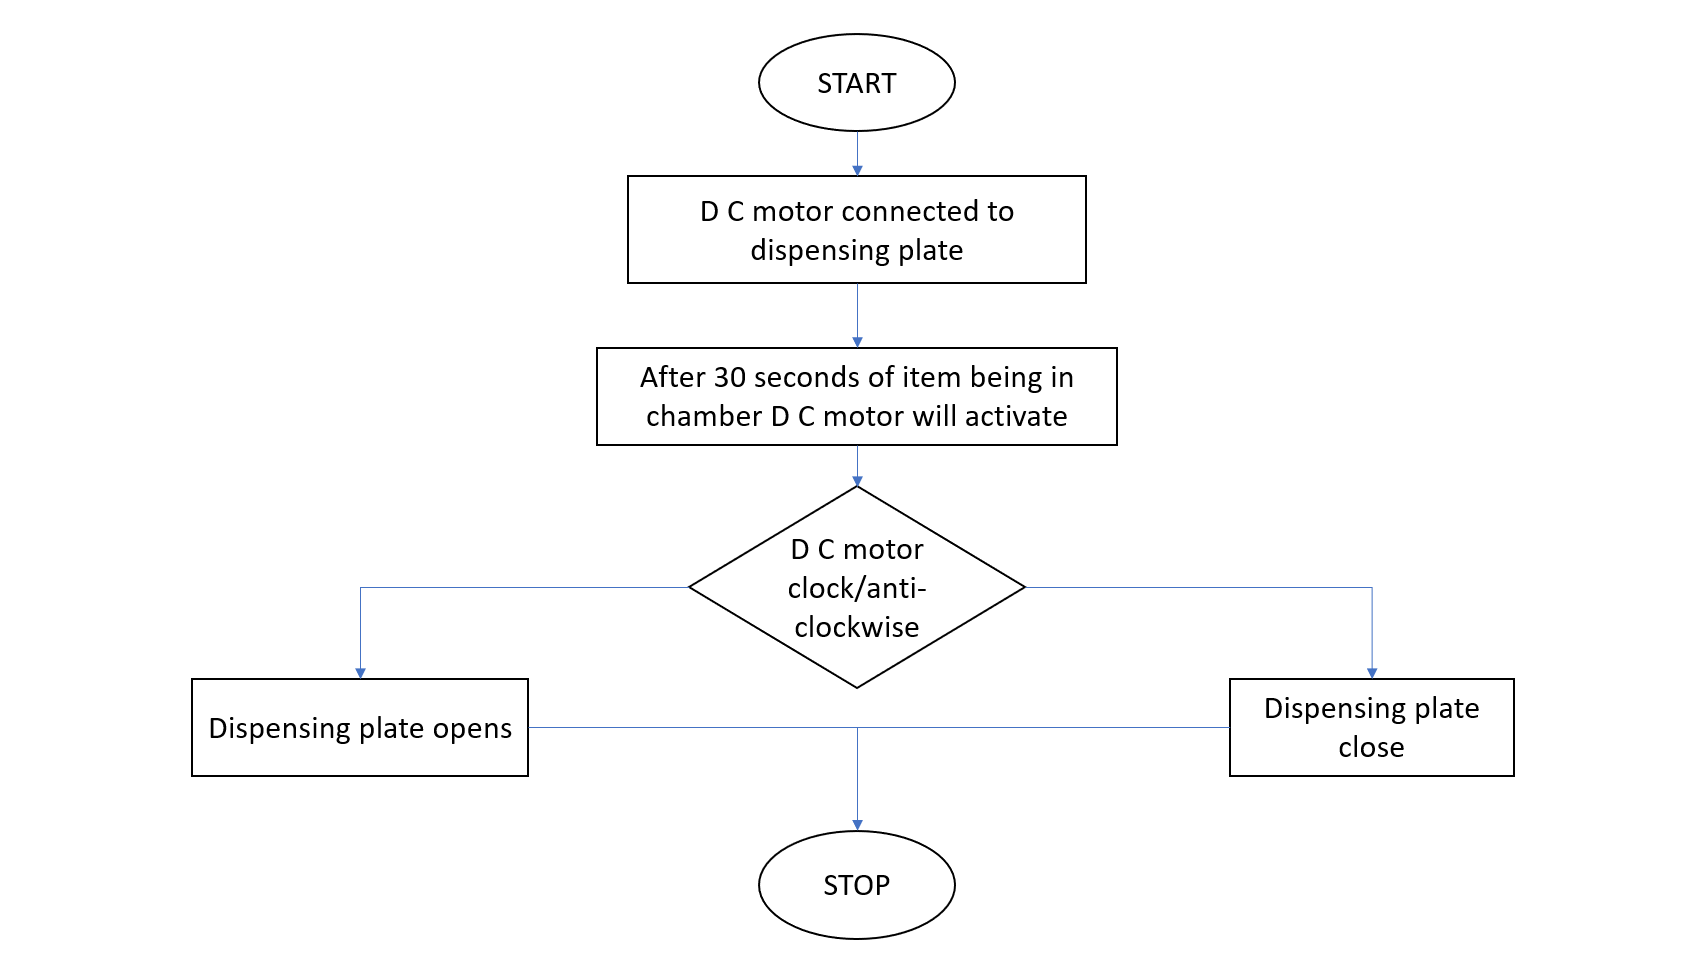 START
D C motor connected to
dispensing plate
After 30 seconds of item being in
chamber D C motor will activate
D C motor
clock/anti-
clockwise
Dispensing plate opens
Dispensing plate
close
STOP